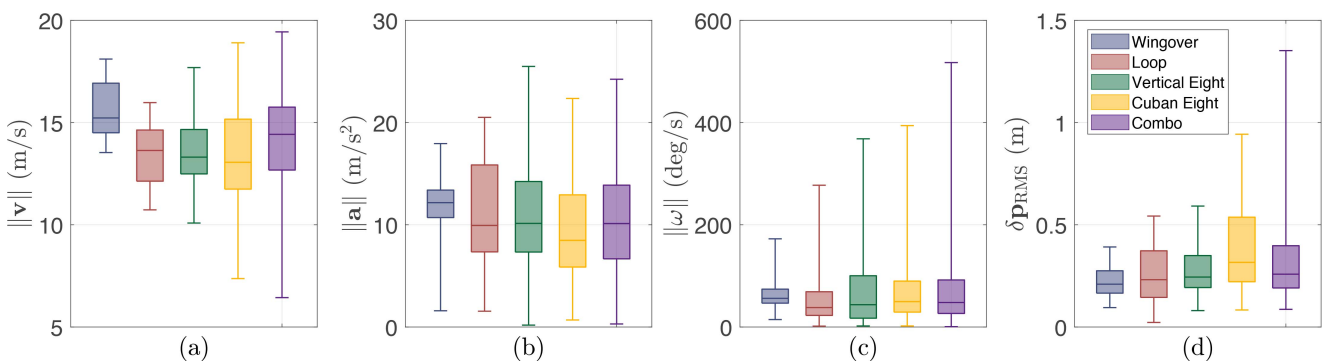 20
15
10
5
||v|| (m/s)
(a)
30
20
10
0
||a|| (m/s²)
(b)
600
400
200
0
||ω|| (deg/s)
(c)
1.5
1
0.5
0
δp_RMS (m)
Wingover
Loop
Vertical Eight
Cuban Eight
Combo
(d)